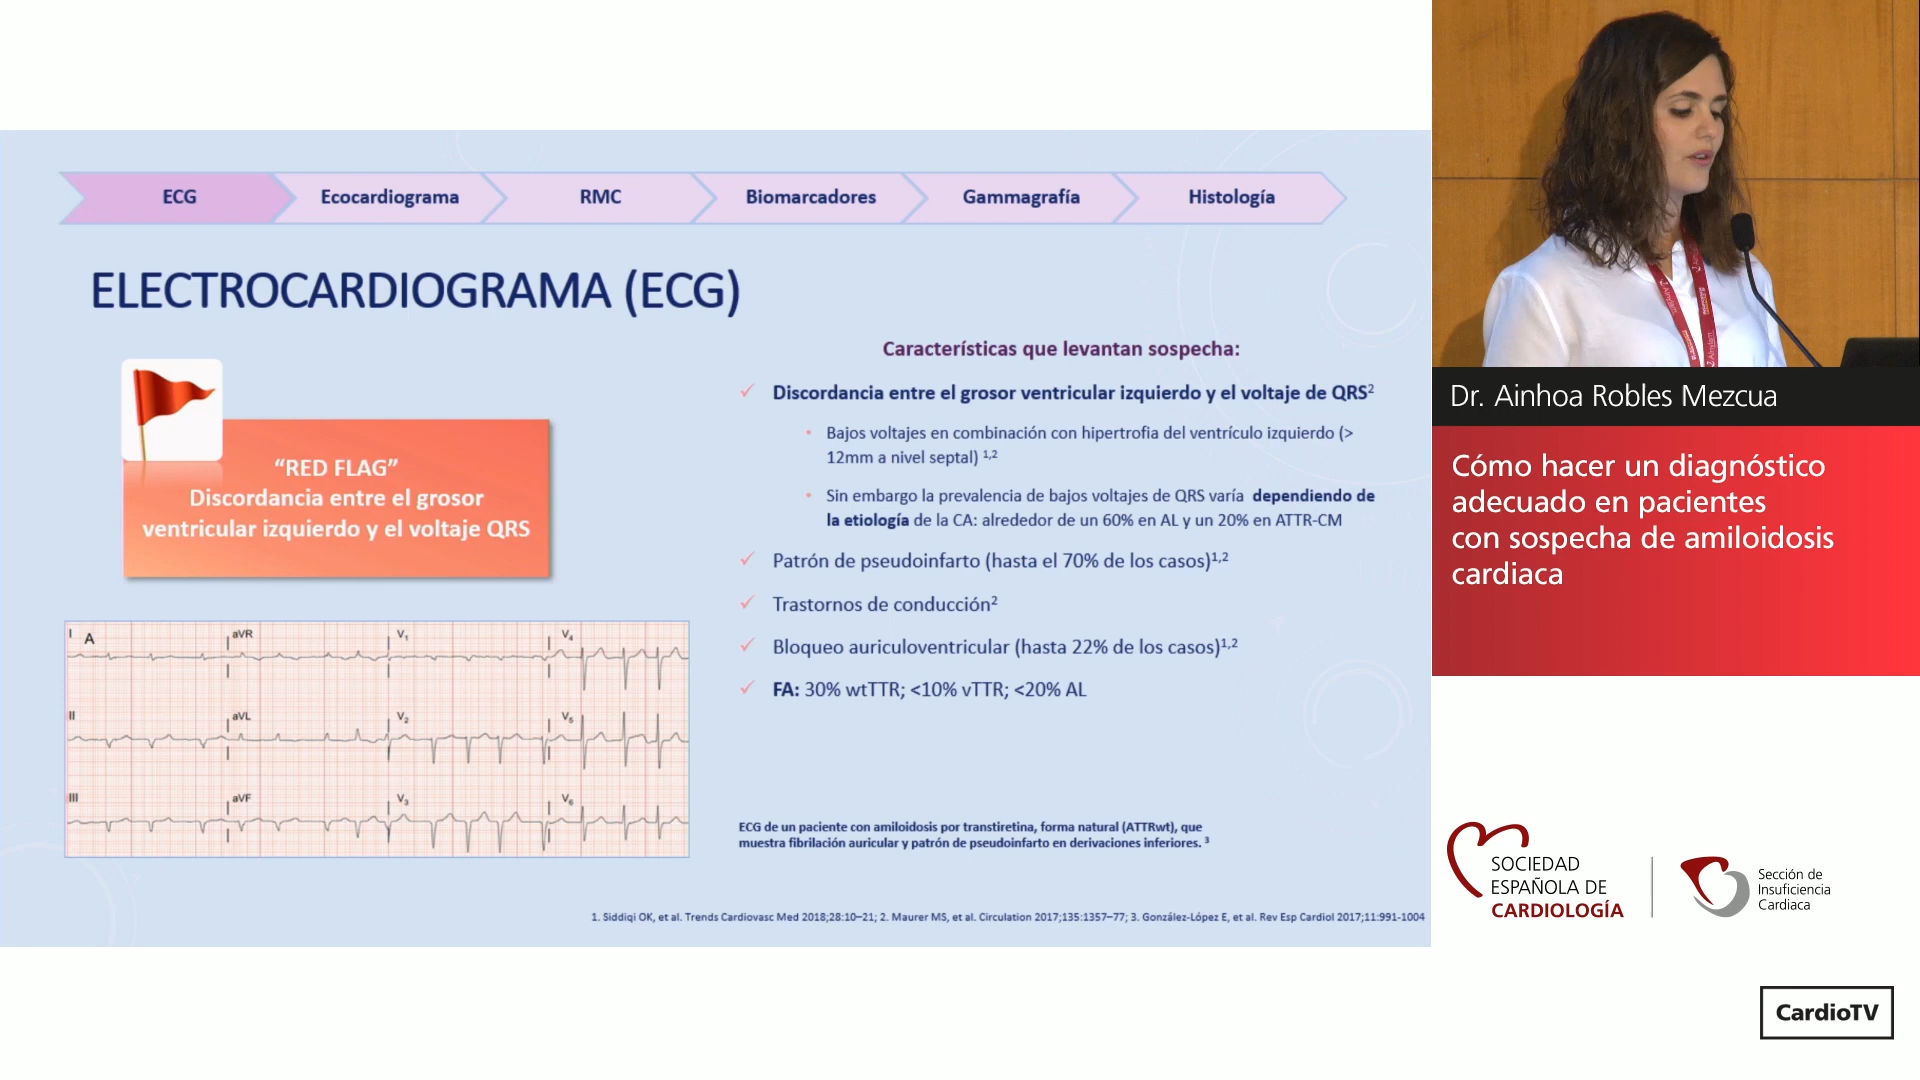 ECG
Ecocardiograma
RMC
Biomarcadores
Gammagrafía
Histología
ELECTROCARDIOGRAMA (ECG)
“RED FLAG”
Discordancia entre el grosor
ventricular izquierdo y el voltaje QRS
Características que levantan sospecha:
Discordancia entre el grosor ventricular izquierdo y el voltaje de QRS²
Bajos voltajes en combinación con hipertrofia del ventrículo izquierdo (>
12mm a nivel septal) ¹,²
Sin embargo la prevalencia de bajos voltajes de QRS varía dependiendo de
la etiología de la CA: alrededor de un 60% en AL y un 20% en ATTR-CM
Patrón de pseudoinfarto (hasta el 70% de los casos)¹,²
Trastornos de conducción²
Bloqueo auriculoventricular (hasta 22% de los casos)¹,²
FA: 30% wtTTR; <10% vTTR; <20% AL
I A aVR V₁ V₄
II aVL V₂ V₅
III aVF V₃ V₆
ECG de un paciente con amiloidosis por transtiretina, forma natural (ATTRwt), que
muestra fibrilación auricular y patrón de pseudoinfarto en derivaciones inferiores. ³
1. Siddiqi OK, et al. Trends Cardiovasc Med 2018;28:10–21; 2. Maurer MS, et al. Circulation 2017;135:1357–77; 3. González-López E, et al. Rev Esp Cardiol 2017;11:991-1004
Dr. Ainhoa Robles Mezcua
Cómo hacer un diagnóstico
adecuado en pacientes
con sospecha de amiloidosis
cardiaca
SOCIEDAD
ESPAÑOLA DE
CARDIOLOGÍA
Sección de
Insuficiencia
Cardiaca
CardioTV